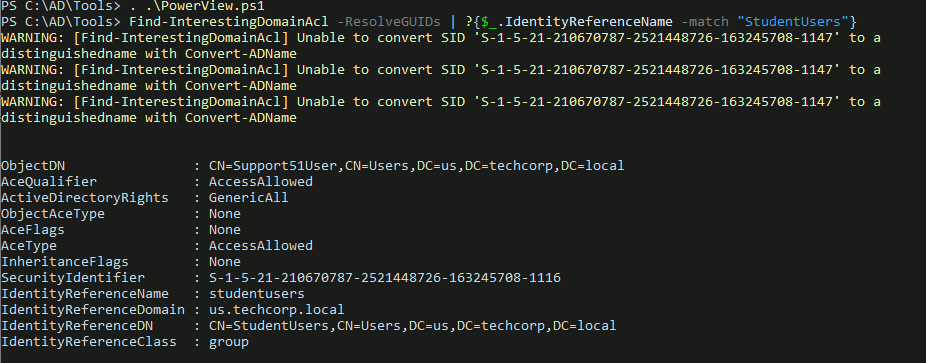 PS C:\AD\Tools> . .\PowerView.ps1
PS C:\AD\Tools> Find-InterestingDomainAcl -ResolveGUIDs | ?{$_.IdentityReferenceName -match "StudentUsers"}
WARNING: [Find-InterestingDomainAcl] Unable to convert SID 'S-1-5-21-210670787-2521448726-163245708-1147' to a
distinguishedname with Convert-ADName
WARNING: [Find-InterestingDomainAcl] Unable to convert SID 'S-1-5-21-210670787-2521448726-163245708-1147' to a
distinguishedname with Convert-ADName
WARNING: [Find-InterestingDomainAcl] Unable to convert SID 'S-1-5-21-210670787-2521448726-163245708-1147' to a
distinguishedname with Convert-ADName
ObjectDN : CN=Support51User,CN=Users,DC=us,DC=techcorp,DC=local
AceQualifier : AccessAllowed
ActiveDirectoryRights : GenericAll
ObjectAceType : None
AceFlags : None
AceType : AccessAllowed
InheritanceFlags : None
SecurityIdentifier : S-1-5-21-210670787-2521448726-163245708-1116
IdentityReferenceName : studentusers
IdentityReferenceDomain : us.techcorp.local
IdentityReferenceDN : CN=StudentUsers,CN=Users,DC=us,DC=techcorp,DC=local
IdentityReferenceClass : group